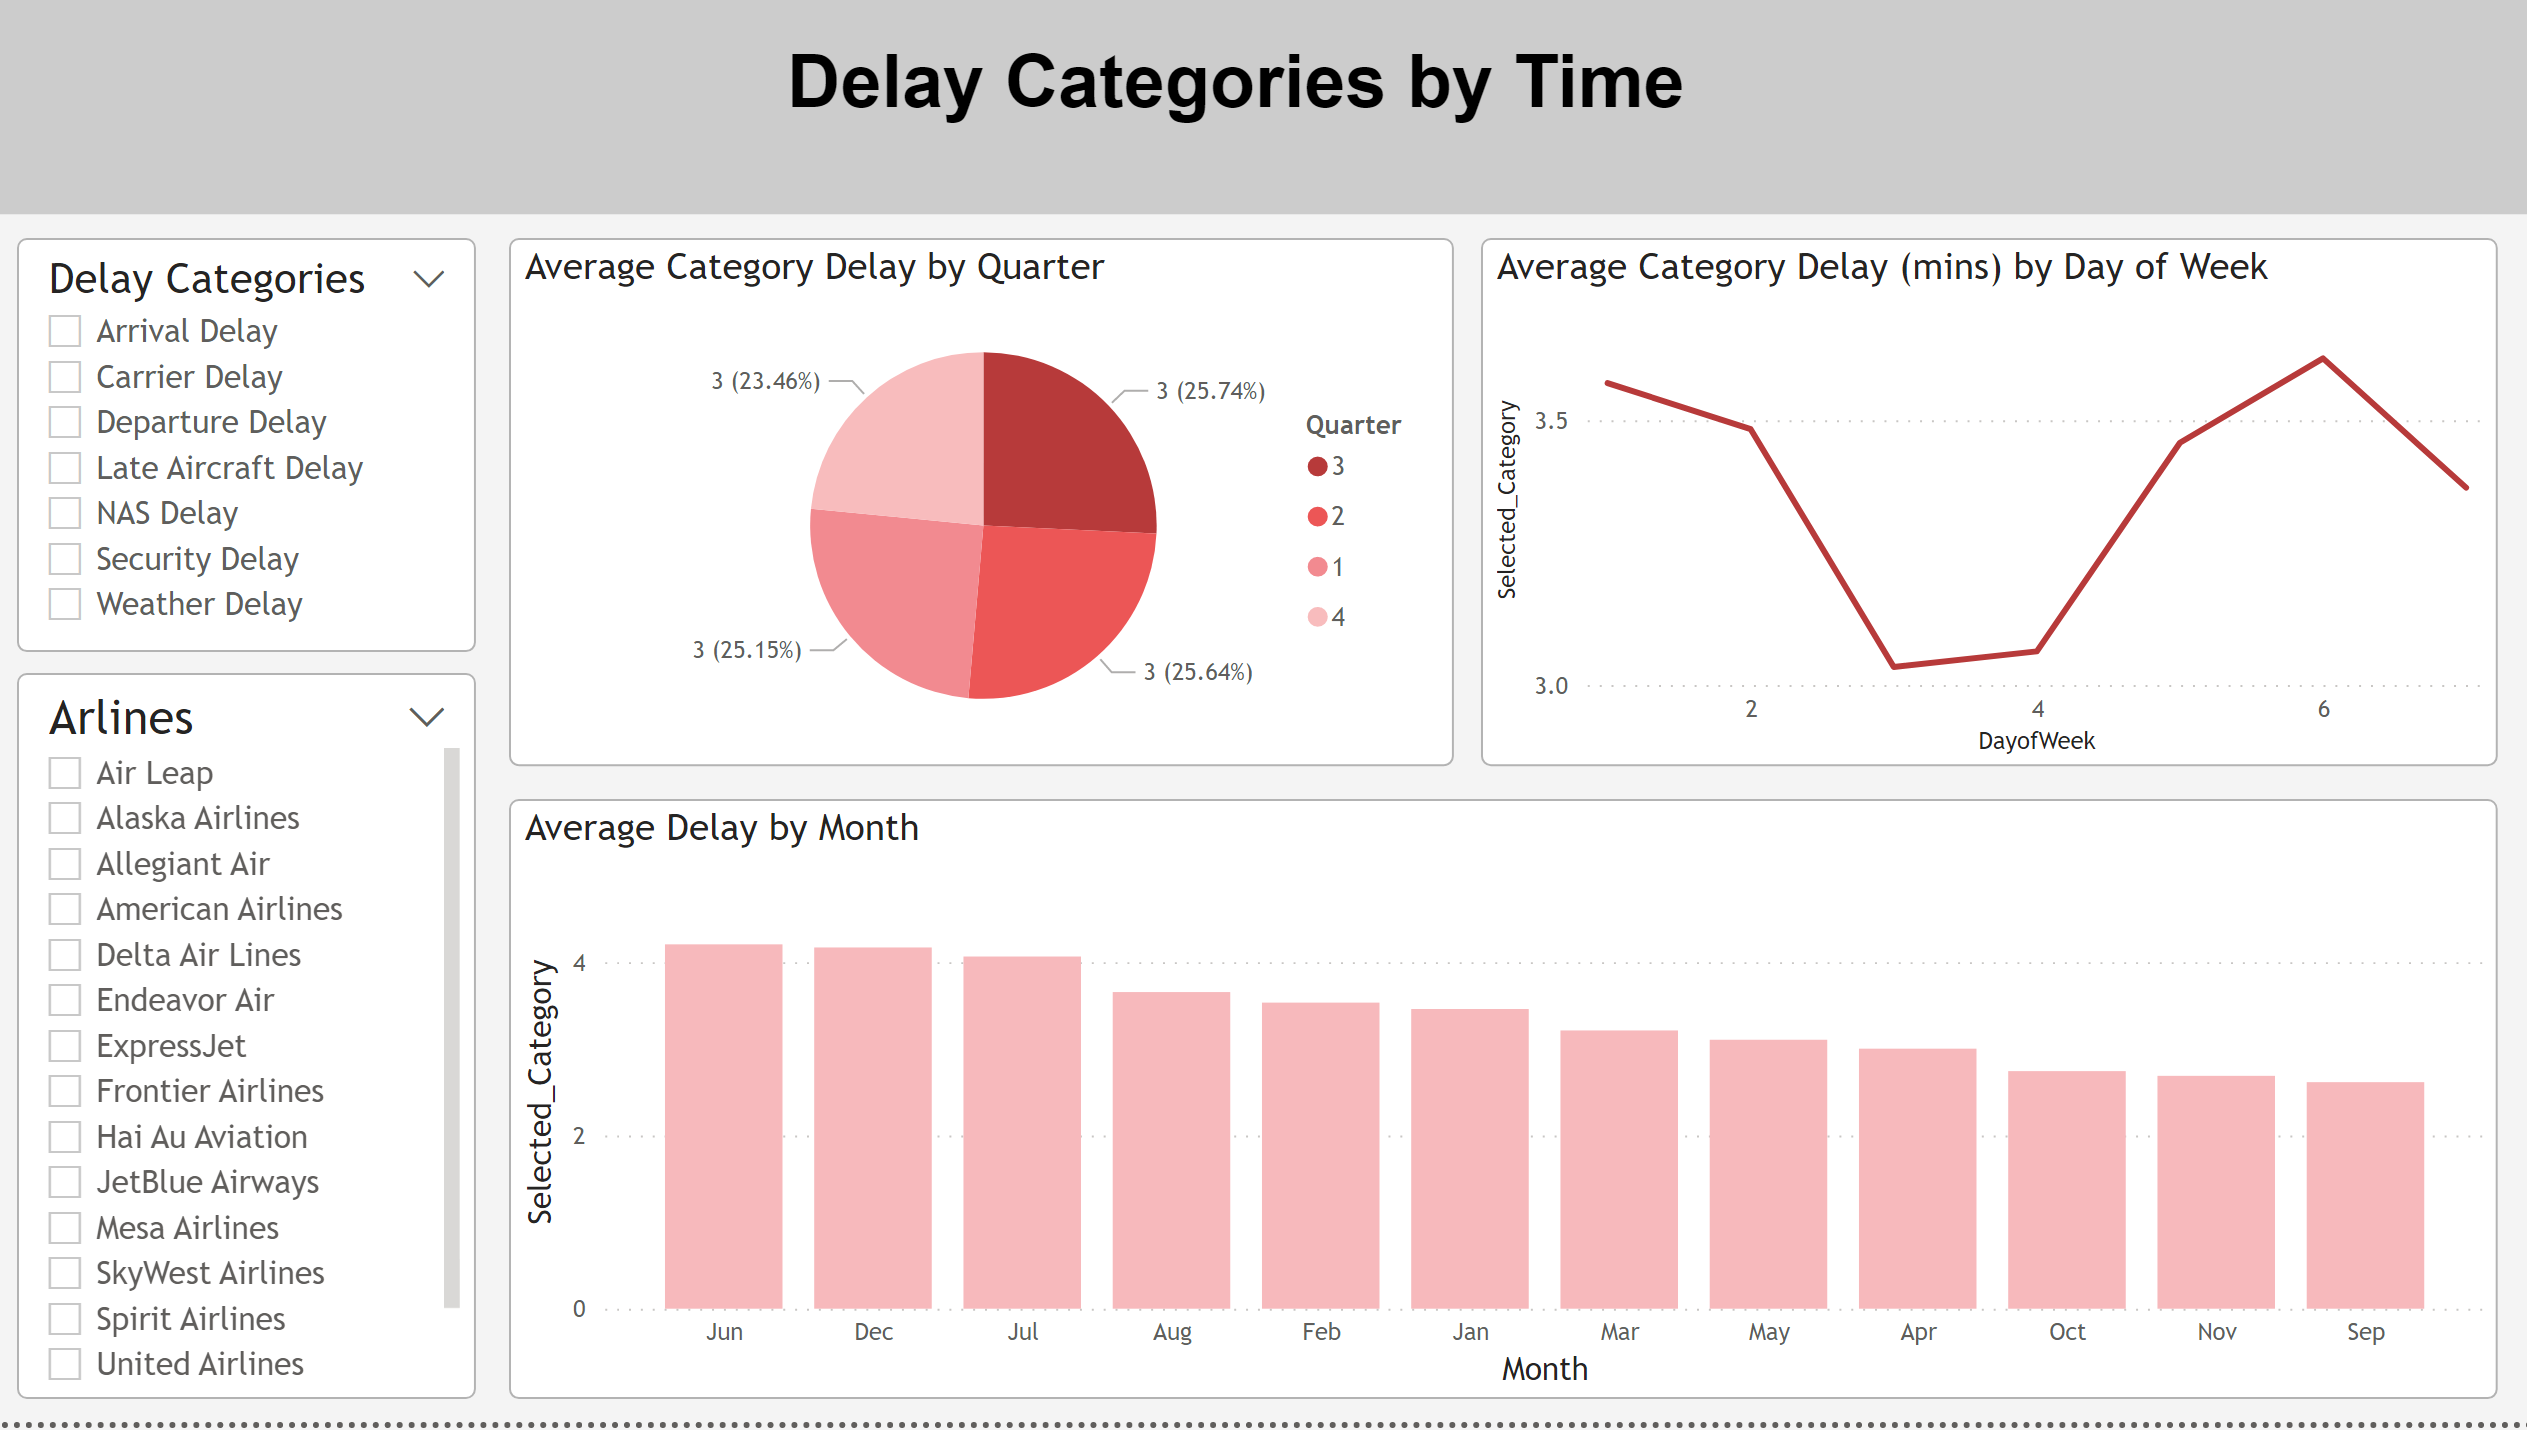 Delay Categories by Time
Delay Categories
Arrival Delay
Carrier Delay
Departure Delay
Late Aircraft Delay
NAS Delay
Security Delay
Weather Delay
Arlines
Air Leap
Alaska Airlines
Allegiant Air
American Airlines
Delta Air Lines
Endeavor Air
ExpressJet
Frontier Airlines
Hai Au Aviation
JetBlue Airways
Mesa Airlines
SkyWest Airlines
Spirit Airlines
United Airlines
Average Category Delay by Quarter
3 (23.46%)
3 (25.74%)
3 (25.15%)
3 (25.64%)
Quarter
3
2
1
4
Average Category Delay (mins) by Day of Week
Selected_Category
3.5
3.0
2 4 6
DayofWeek
Average Delay by Month
Selected_Category
4
2
0
Jun Dec Jul Aug Feb Jan Mar May Apr Oct Nov Sep
Month